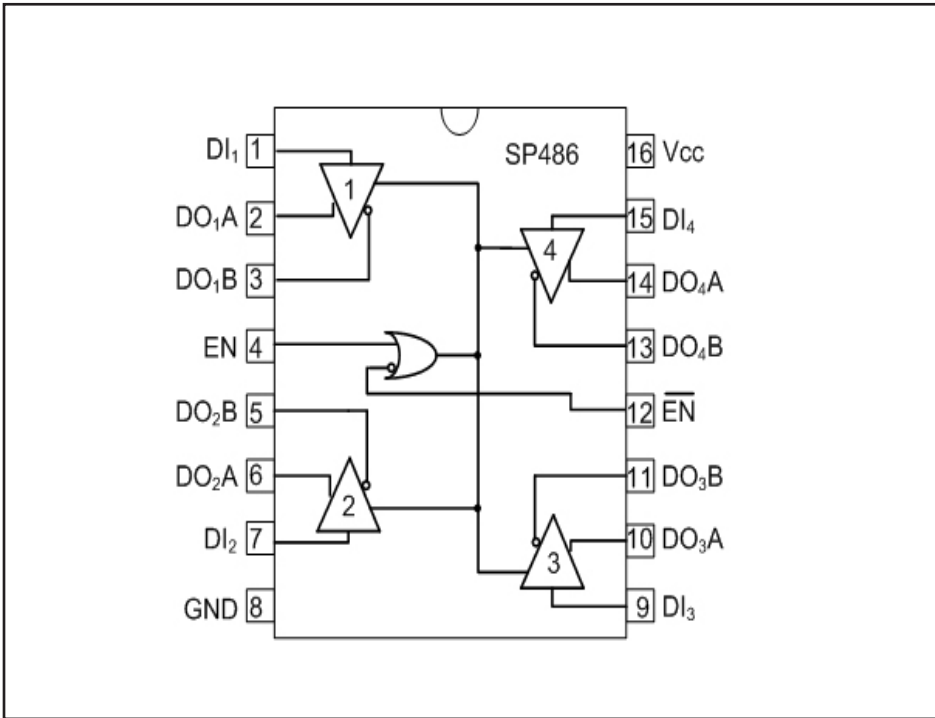 SP486
DI₁ 1
DO₁A 2
DO₁B 3
EN 4
DO₂B 5
DO₂A 6
DI₂ 7
GND 8
16 Vcc
15 DI₄
14 DO₄A
13 DO₄B
12 E̅N̅
11 DO₃B
10 DO₃A
9 DI₃
1
4
2
3